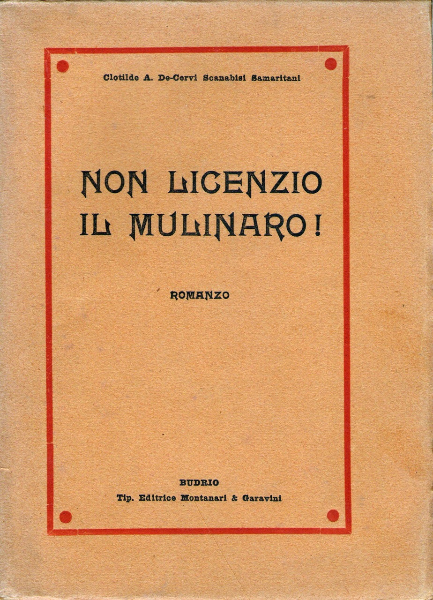 Clotilde A. De-Cervi Scanabisi Samaritani
NON LICENZIO
IL MULINARO!
ROMANZO
BUDRIO
Tip. Editrice Montanari & Garavini